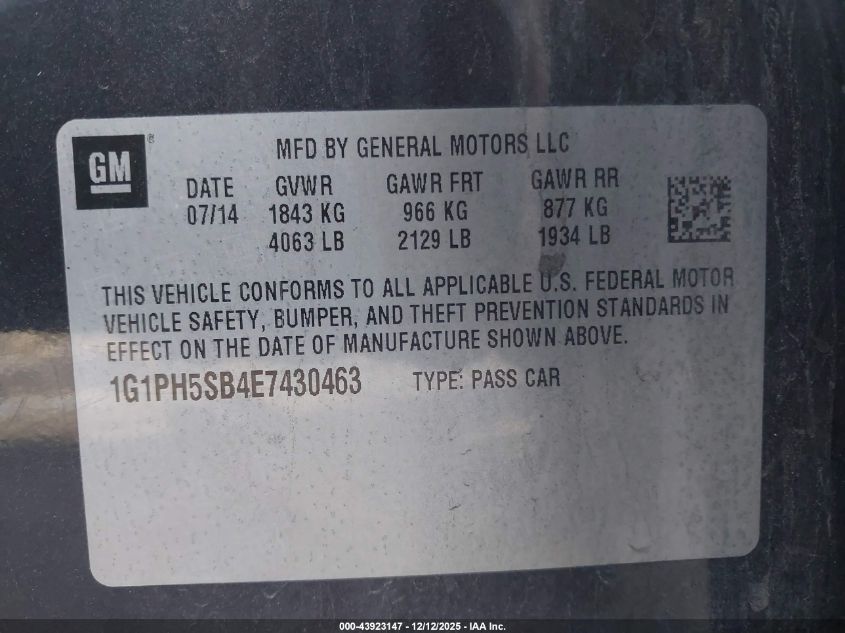 GM ®
MFD BY GENERAL MOTORS LLC
DATE GVWR GAWR FRT GAWR RR
07/14 1843 KG 966 KG 877 KG
4063 LB 2129 LB 1934 LB
THIS VEHICLE CONFORMS TO ALL APPLICABLE U.S. FEDERAL MOTOR
VEHICLE SAFETY, BUMPER, AND THEFT PREVENTION STANDARDS IN
EFFECT ON THE DATE OF MANUFACTURE SHOWN ABOVE.
1G1PH5SB4E7430463 TYPE: PASS CAR
000-43923147 - 12/12/2025 - IAA Inc.